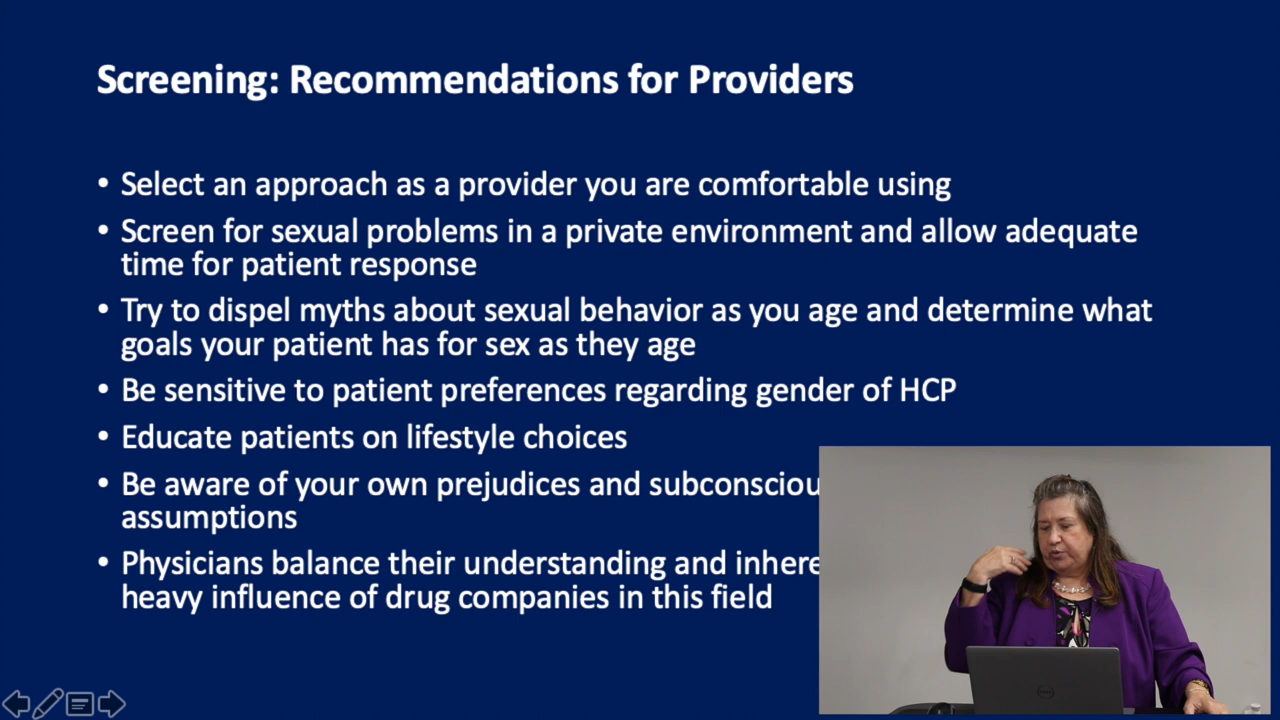 Screening: Recommendations for Providers
• Select an approach as a provider you are comfortable using
• Screen for sexual problems in a private environment and allow adequate
time for patient response
• Try to dispel myths about sexual behavior as you age and determine what
goals your patient has for sex as they age
• Be sensitive to patient preferences regarding gender of HCP
• Educate patients on lifestyle choices
• Be aware of your own prejudices and
assumptions
• Physicians balance their understanding and
heavy influence of drug companies in this field
DELL